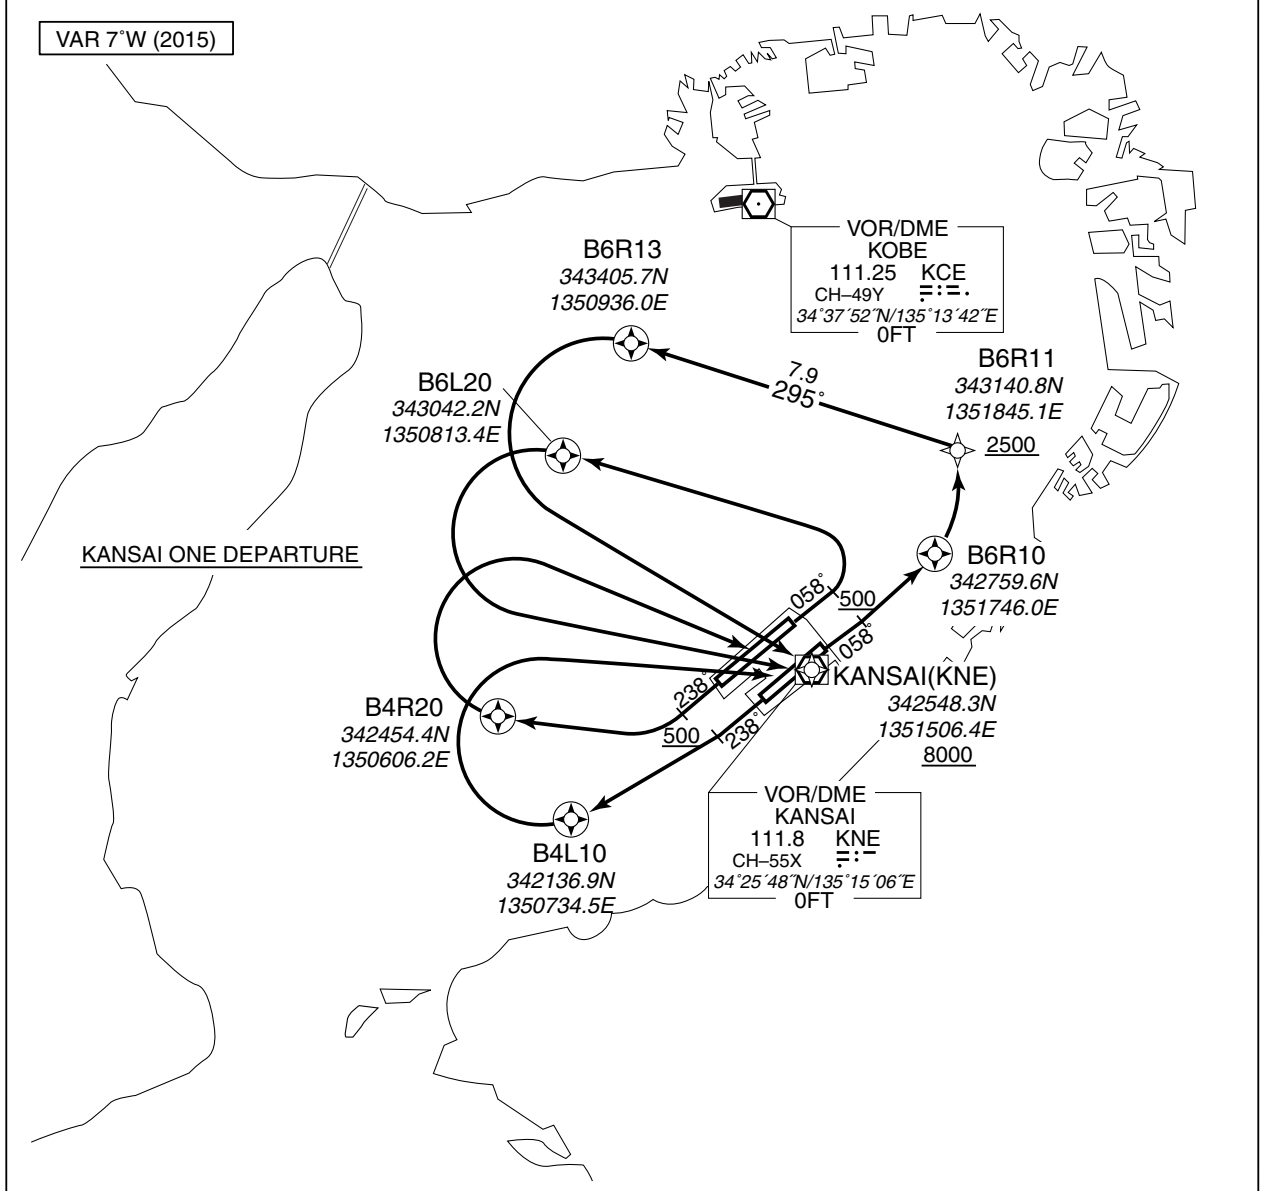 VAR 7˚W (2015)
B6R13
343405.7N
1350936.0E
VOR/DME
KOBE
111.25 KCE
CH–49Y
34˚37´52˝N/135˚13´42˝E
0FT
B6R11
343140.8N
1351845.1E
2500
7.9
295˚
B6L20
343042.2N
1350813.4E
KANSAI ONE DEPARTURE
058˚
500
058˚
B6R10
342759.6N
1351746.0E
KANSAI(KNE)
342548.3N
1351506.4E
8000
238˚
500
238˚
B4R20
342454.4N
1350606.2E
VOR/DME
KANSAI
111.8 KNE
CH–55X
34˚25´48˝N/135˚15´06˝E
0FT
B4L10
342136.9N
1350734.5E